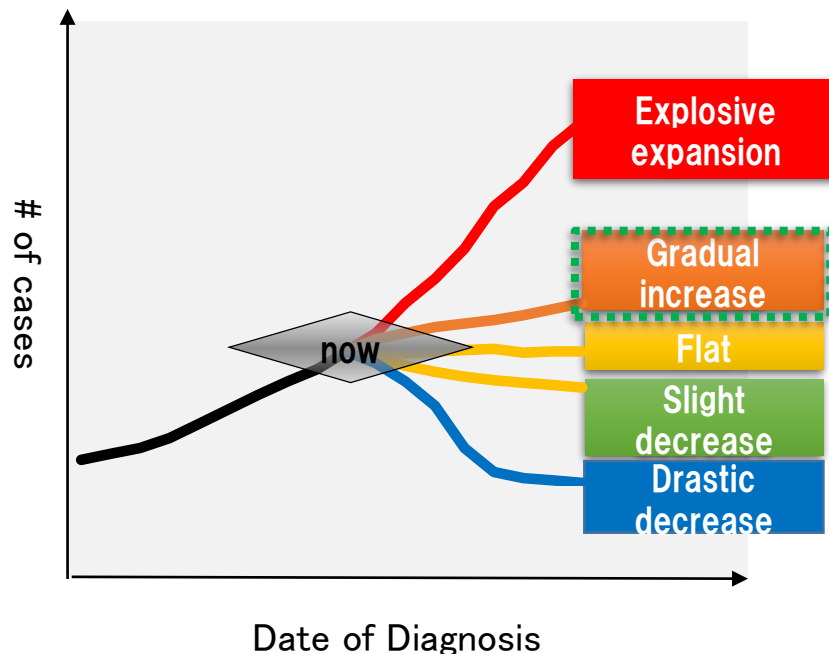 Explosive
expansion
Gradual
increase
# of cases
now
Flat
Slight
decrease
Drastic
decrease
Date of Diagnosis